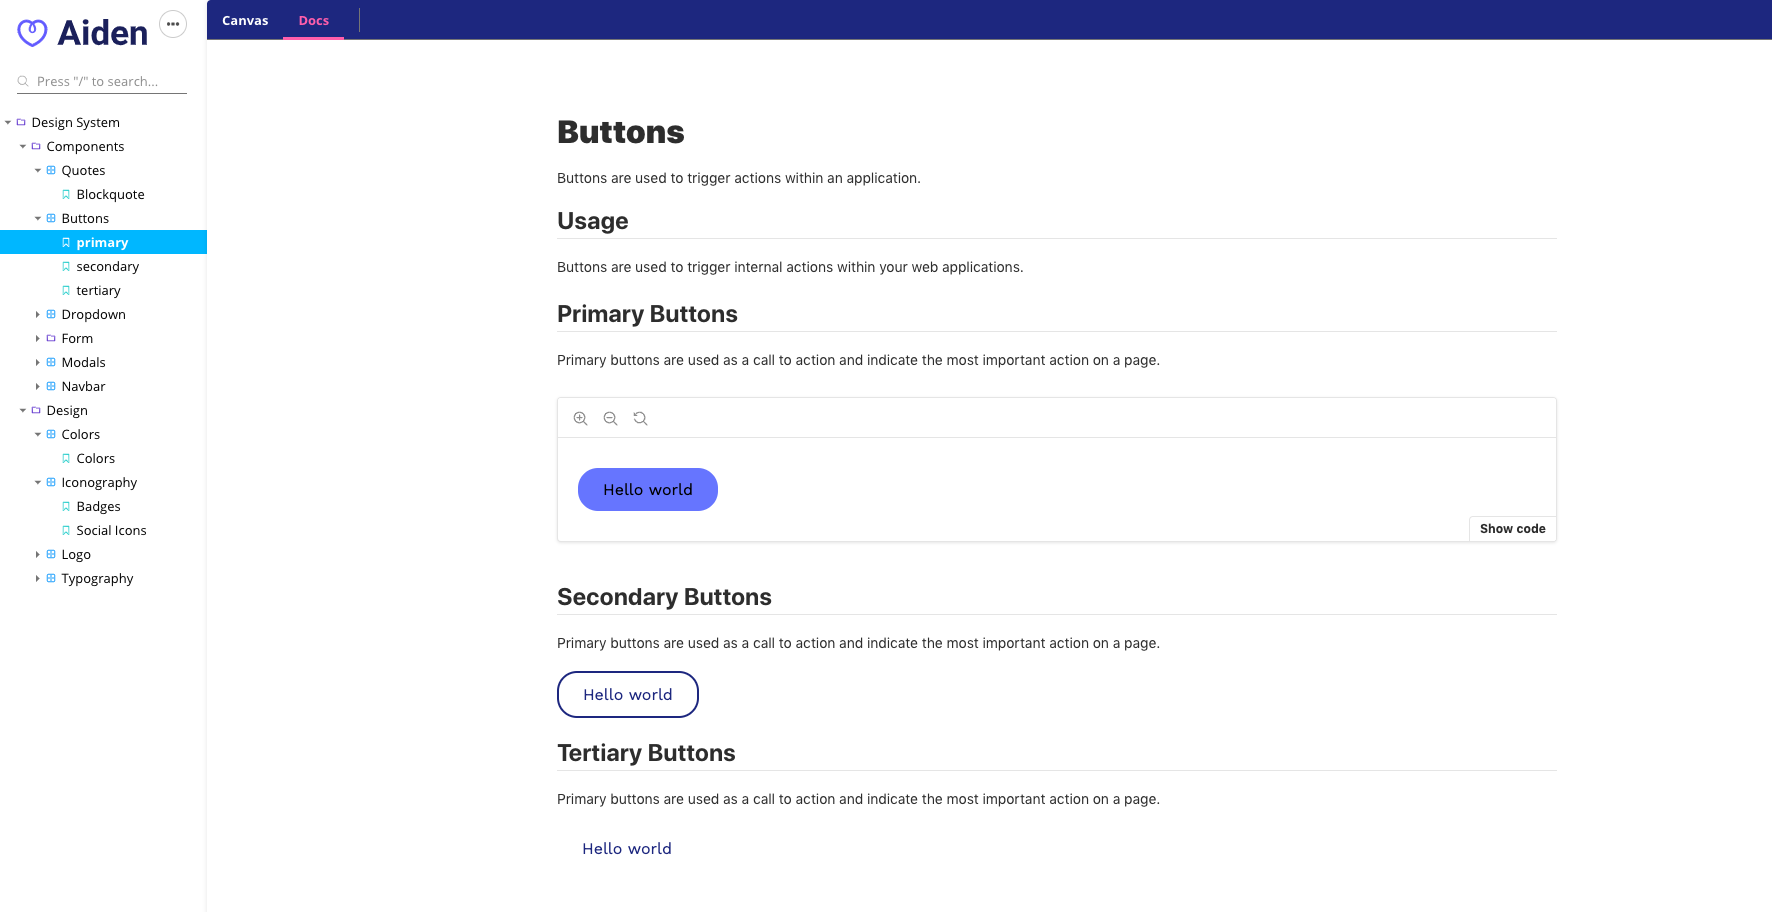 Aiden
Press "/" to search...
Design System
Components
Quotes
Blockquote
Buttons
primary
secondary
tertiary
Dropdown
Form
Modals
Navbar
Design
Colors
Colors
Iconography
Badges
Social Icons
Logo
Typography
Canvas Docs
Buttons
Buttons are used to trigger actions within an application.
Usage
Buttons are used to trigger internal actions within your web applications.
Primary Buttons
Primary buttons are used as a call to action and indicate the most important action on a page.
Hello world
Show code
Secondary Buttons
Primary buttons are used as a call to action and indicate the most important action on a page.
Hello world
Tertiary Buttons
Primary buttons are used as a call to action and indicate the most important action on a page.
Hello world